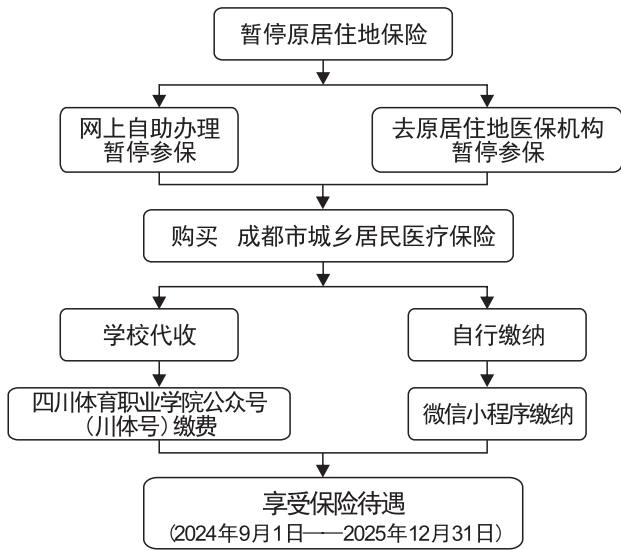 暂停原居住地保险
网上自助办理
暂停参保
去原居住地医保机构
暂停参保
购买 成都市城乡居民医疗保险
学校代收
自行缴纳
四川体育职业学院公众号
（川体号）缴费
微信小程序缴纳
享受保险待遇
（2024年9月1日——2025年12月31日）